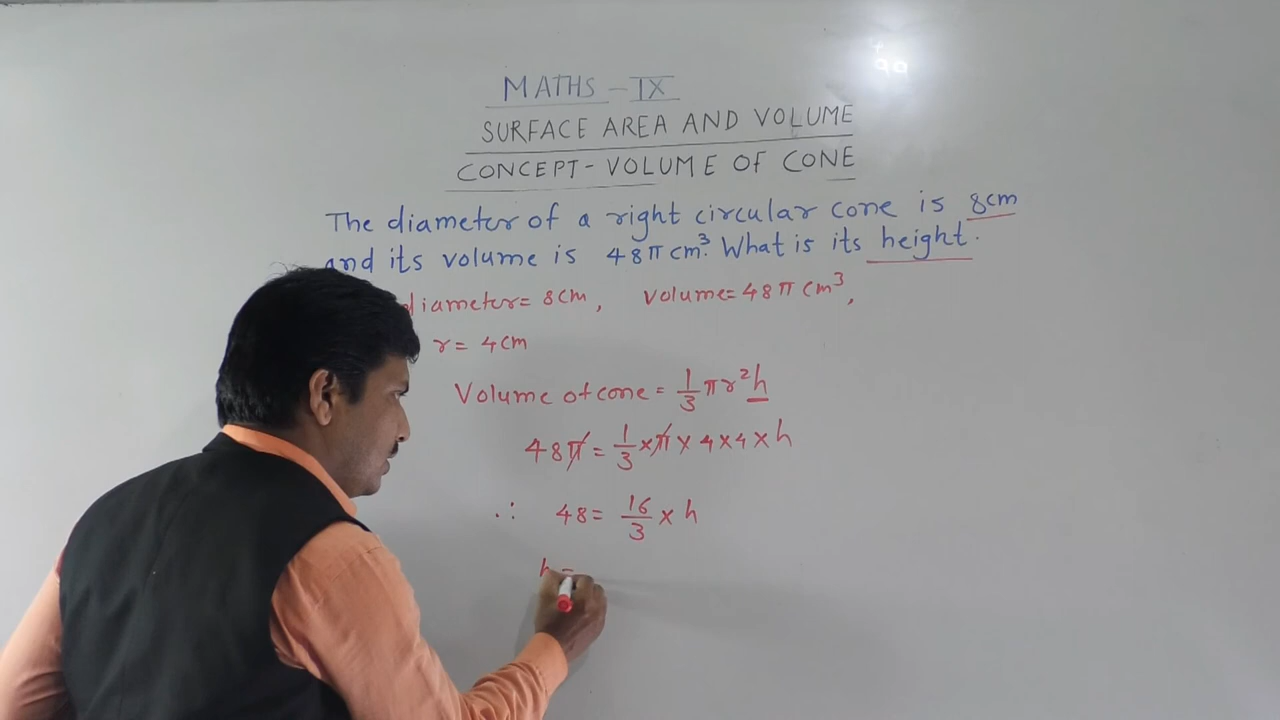 MATHS - IX
SURFACE AREA AND VOLUME
CONCEPT - VOLUME OF CONE
The diameter of a right circular cone is 8cm
and its volume is 48π cm³. What is its height.
diameter = 8cm, volume = 48π cm³,
r = 4cm
Volume of cone = 1/3 πr²h
48π = 1/3 × π × 4 × 4 × h
∴ 48 = 16/3 × h
h =